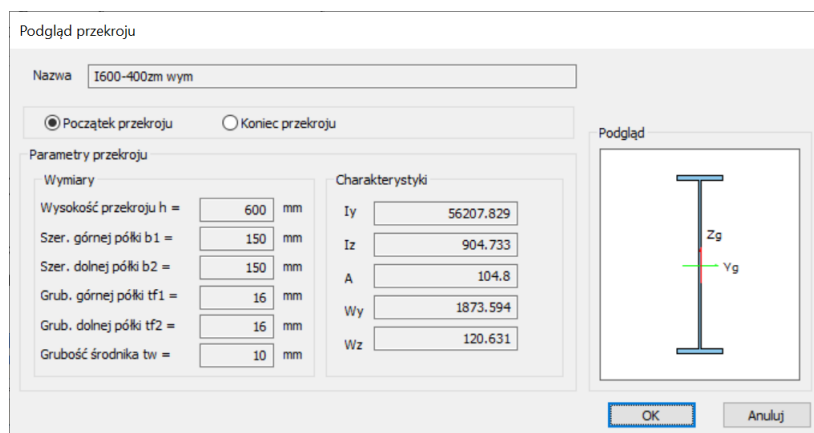 Podgląd przekroju
Nazwa I600-400zm wym
Początek przekroju Koniec przekroju
Parametry przekroju
Wymiary
Wysokość przekroju h = 600 mm
Szer. górnej półki b1 = 150 mm
Szer. dolnej półki b2 = 150 mm
Grub. górnej półki tf1 = 16 mm
Grub. dolnej półki tf2 = 16 mm
Grubość środnika tw = 10 mm
Charakterystyki
Iy 56207.829
Iz 904.733
A 104.8
Wy 1873.594
Wz 120.631
Podgląd
Zg
Yg
OK Anuluj